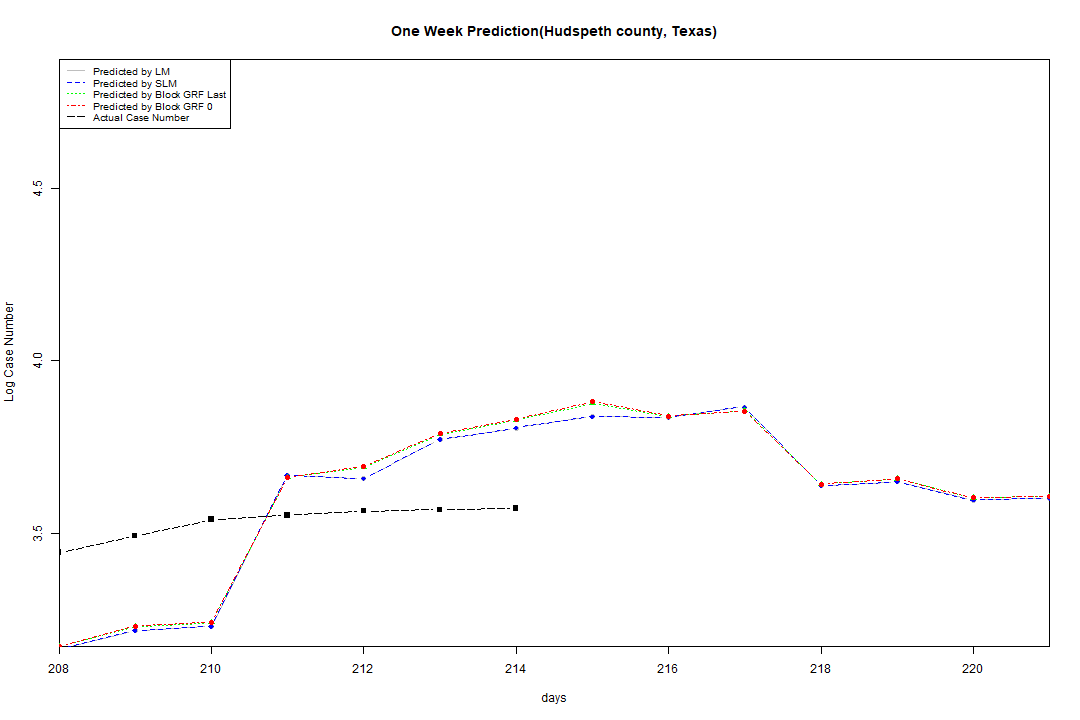 One Week Prediction(Hudspeth county, Texas)
Predicted by LM
Predicted by SLM
Predicted by Block GRF Last
Predicted by Block GRF 0
Actual Case Number
4.5
4.0
3.5
Log Case Number
208 210 212 214 216 218 220
days